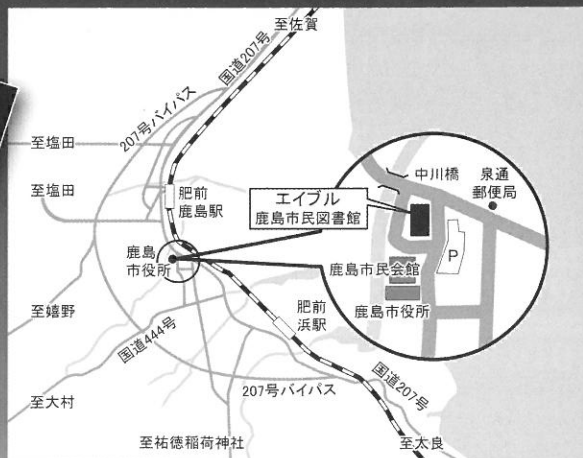 至佐賀
国道207号
207号バイパス
至塩田
至塩田
肥前
鹿島駅
中川橋
泉通
郵便局
エイブル
鹿島市民図書館
P
鹿島
市役所
鹿島市民会館
鹿島市役所
至嬉野
国道444号
肥前
浜駅
至大村
207号バイパス
国道207号
至祐徳稲荷神社
至太良